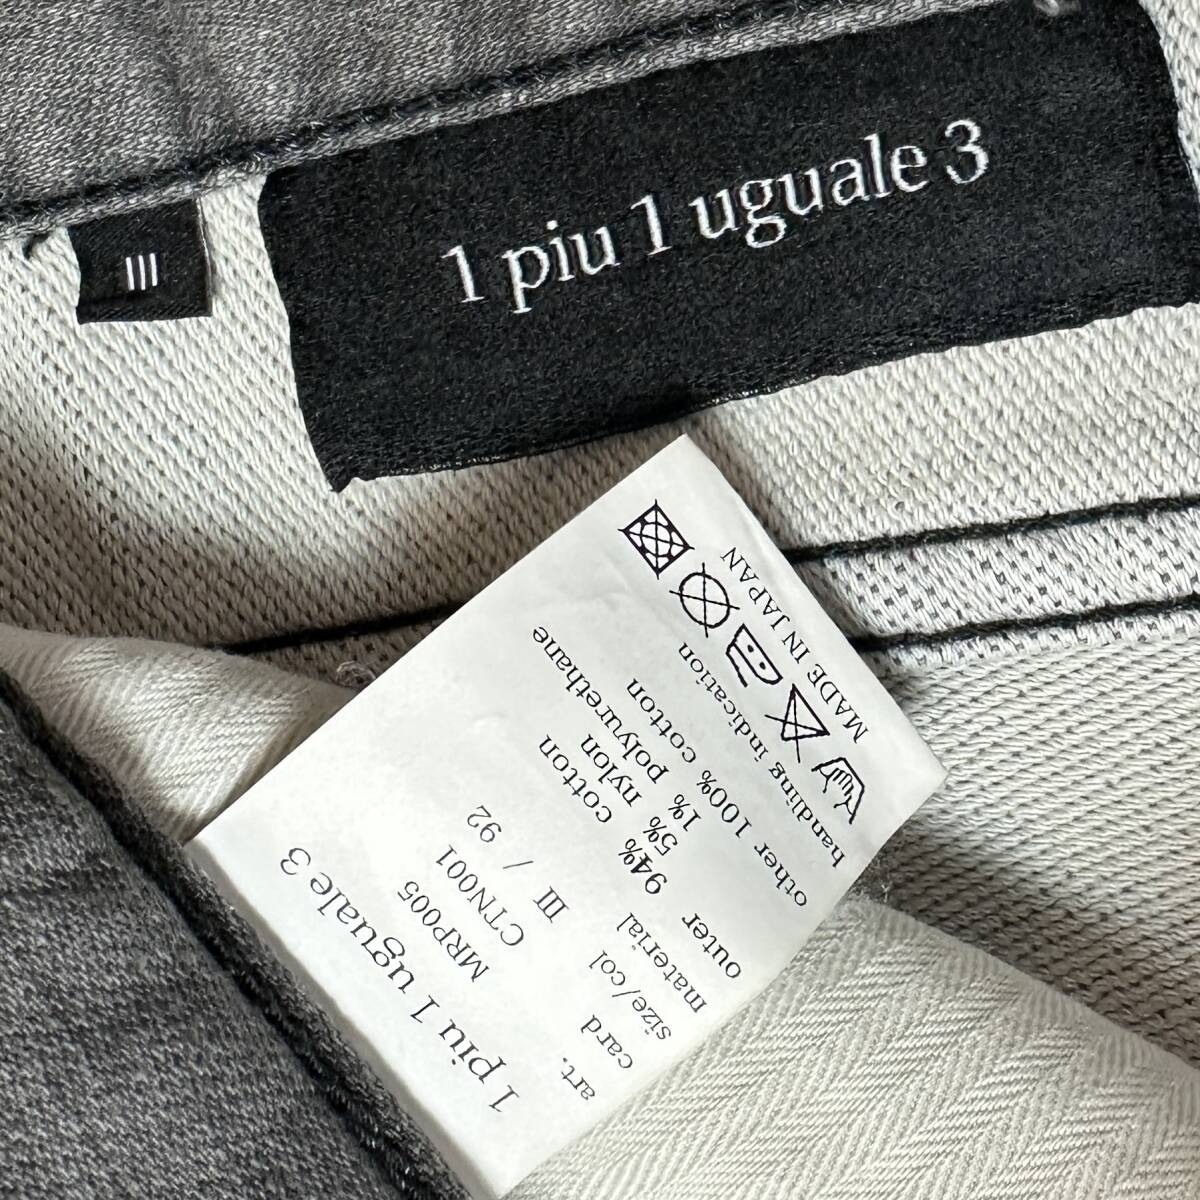 1 piu 1 uguale 3
III
1 piu 1 uguale 3
art. MRP005
card CTN001
size/col III / 92
material
outer 94% cotton
5% nylon
1% polyurethane
other 100% cotton
handling indication
MADE IN JAPAN